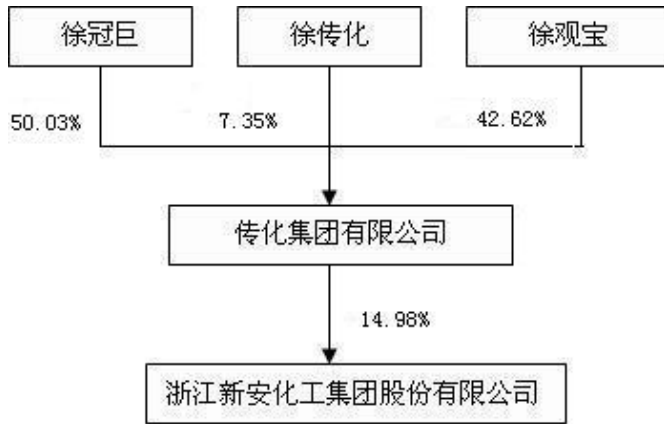 徐冠巨 徐传化 徐观宝
50.03% 7.35% 42.62%
传化集团有限公司
14.98%
浙江新安化工集团股份有限公司